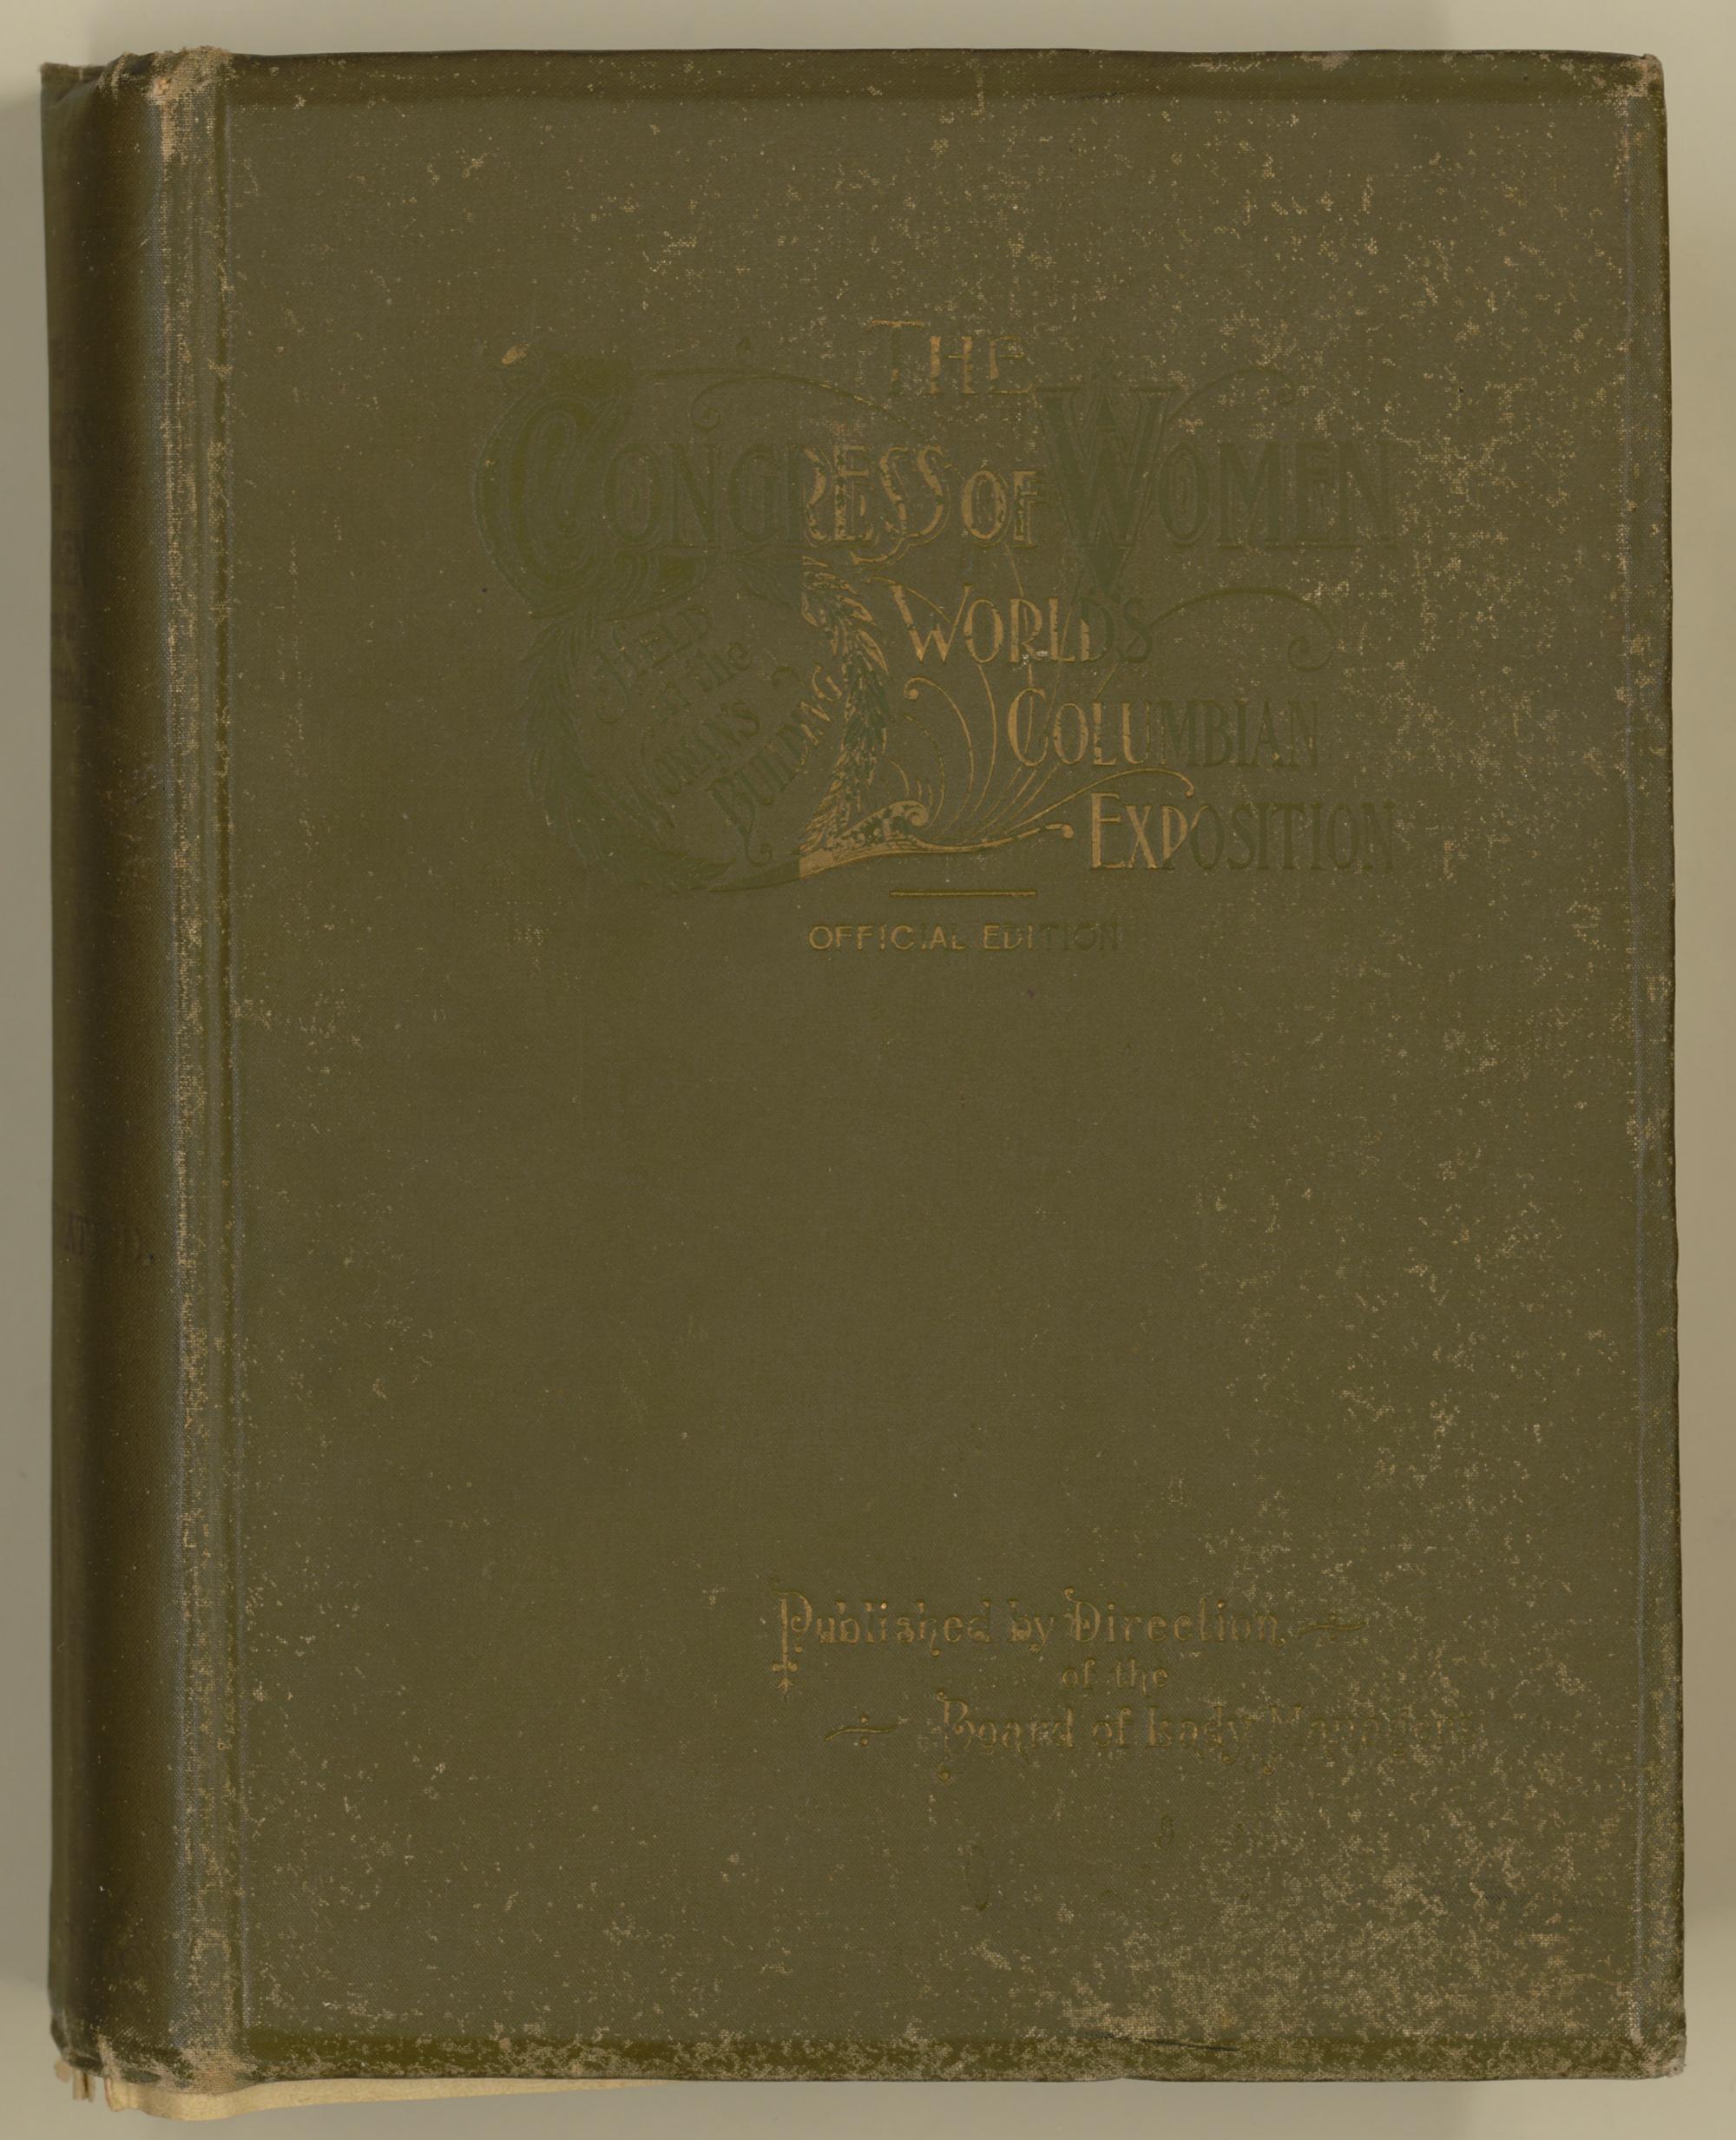 THE
CONGRESS OF WOMEN
HELD
in the
WOMAN'S
BUILDING
WORLD'S
COLUMBIAN
EXPOSITION
OFFICIAL EDITION
Published by Direction
of the
Board of Lady Managers